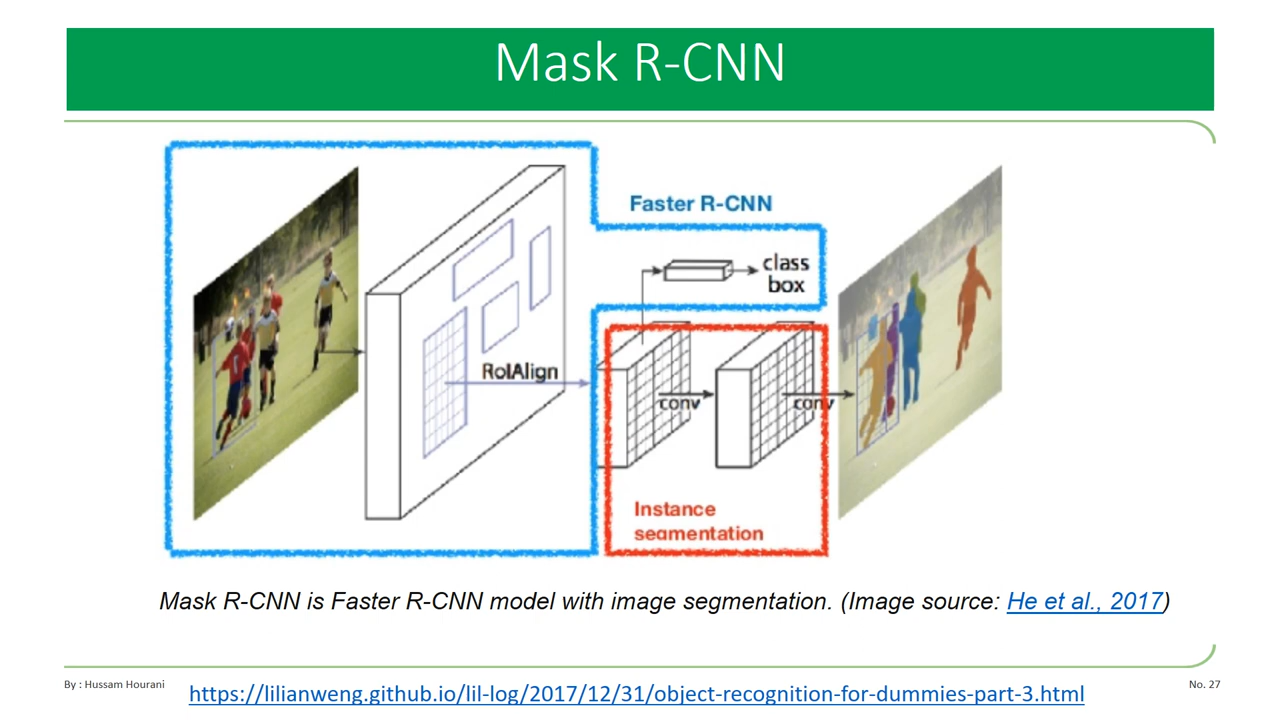 Mask R-CNN
Faster R-CNN
class
box
RoIAlign
conv
conv
Instance
segmentation
Mask R-CNN is Faster R-CNN model with image segmentation. (Image source: He et al., 2017)
By : Hussam Hourani
https://lilianweng.github.io/lil-log/2017/12/31/object-recognition-for-dummies-part-3.html
No. 27